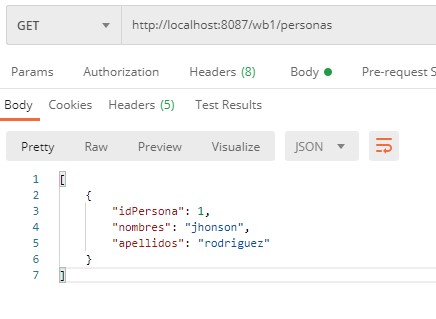 GET http://localhost:8087/wb1/personas
Params Authorization Headers (8) Body Pre-request S
Body Cookies Headers (5) Test Results
Pretty Raw Preview Visualize JSON
1 [
2 {
3 "idPersona": 1,
4 "nombres": "jhonson",
5 "apellidos": "rodriguez"
6 }
7 ]